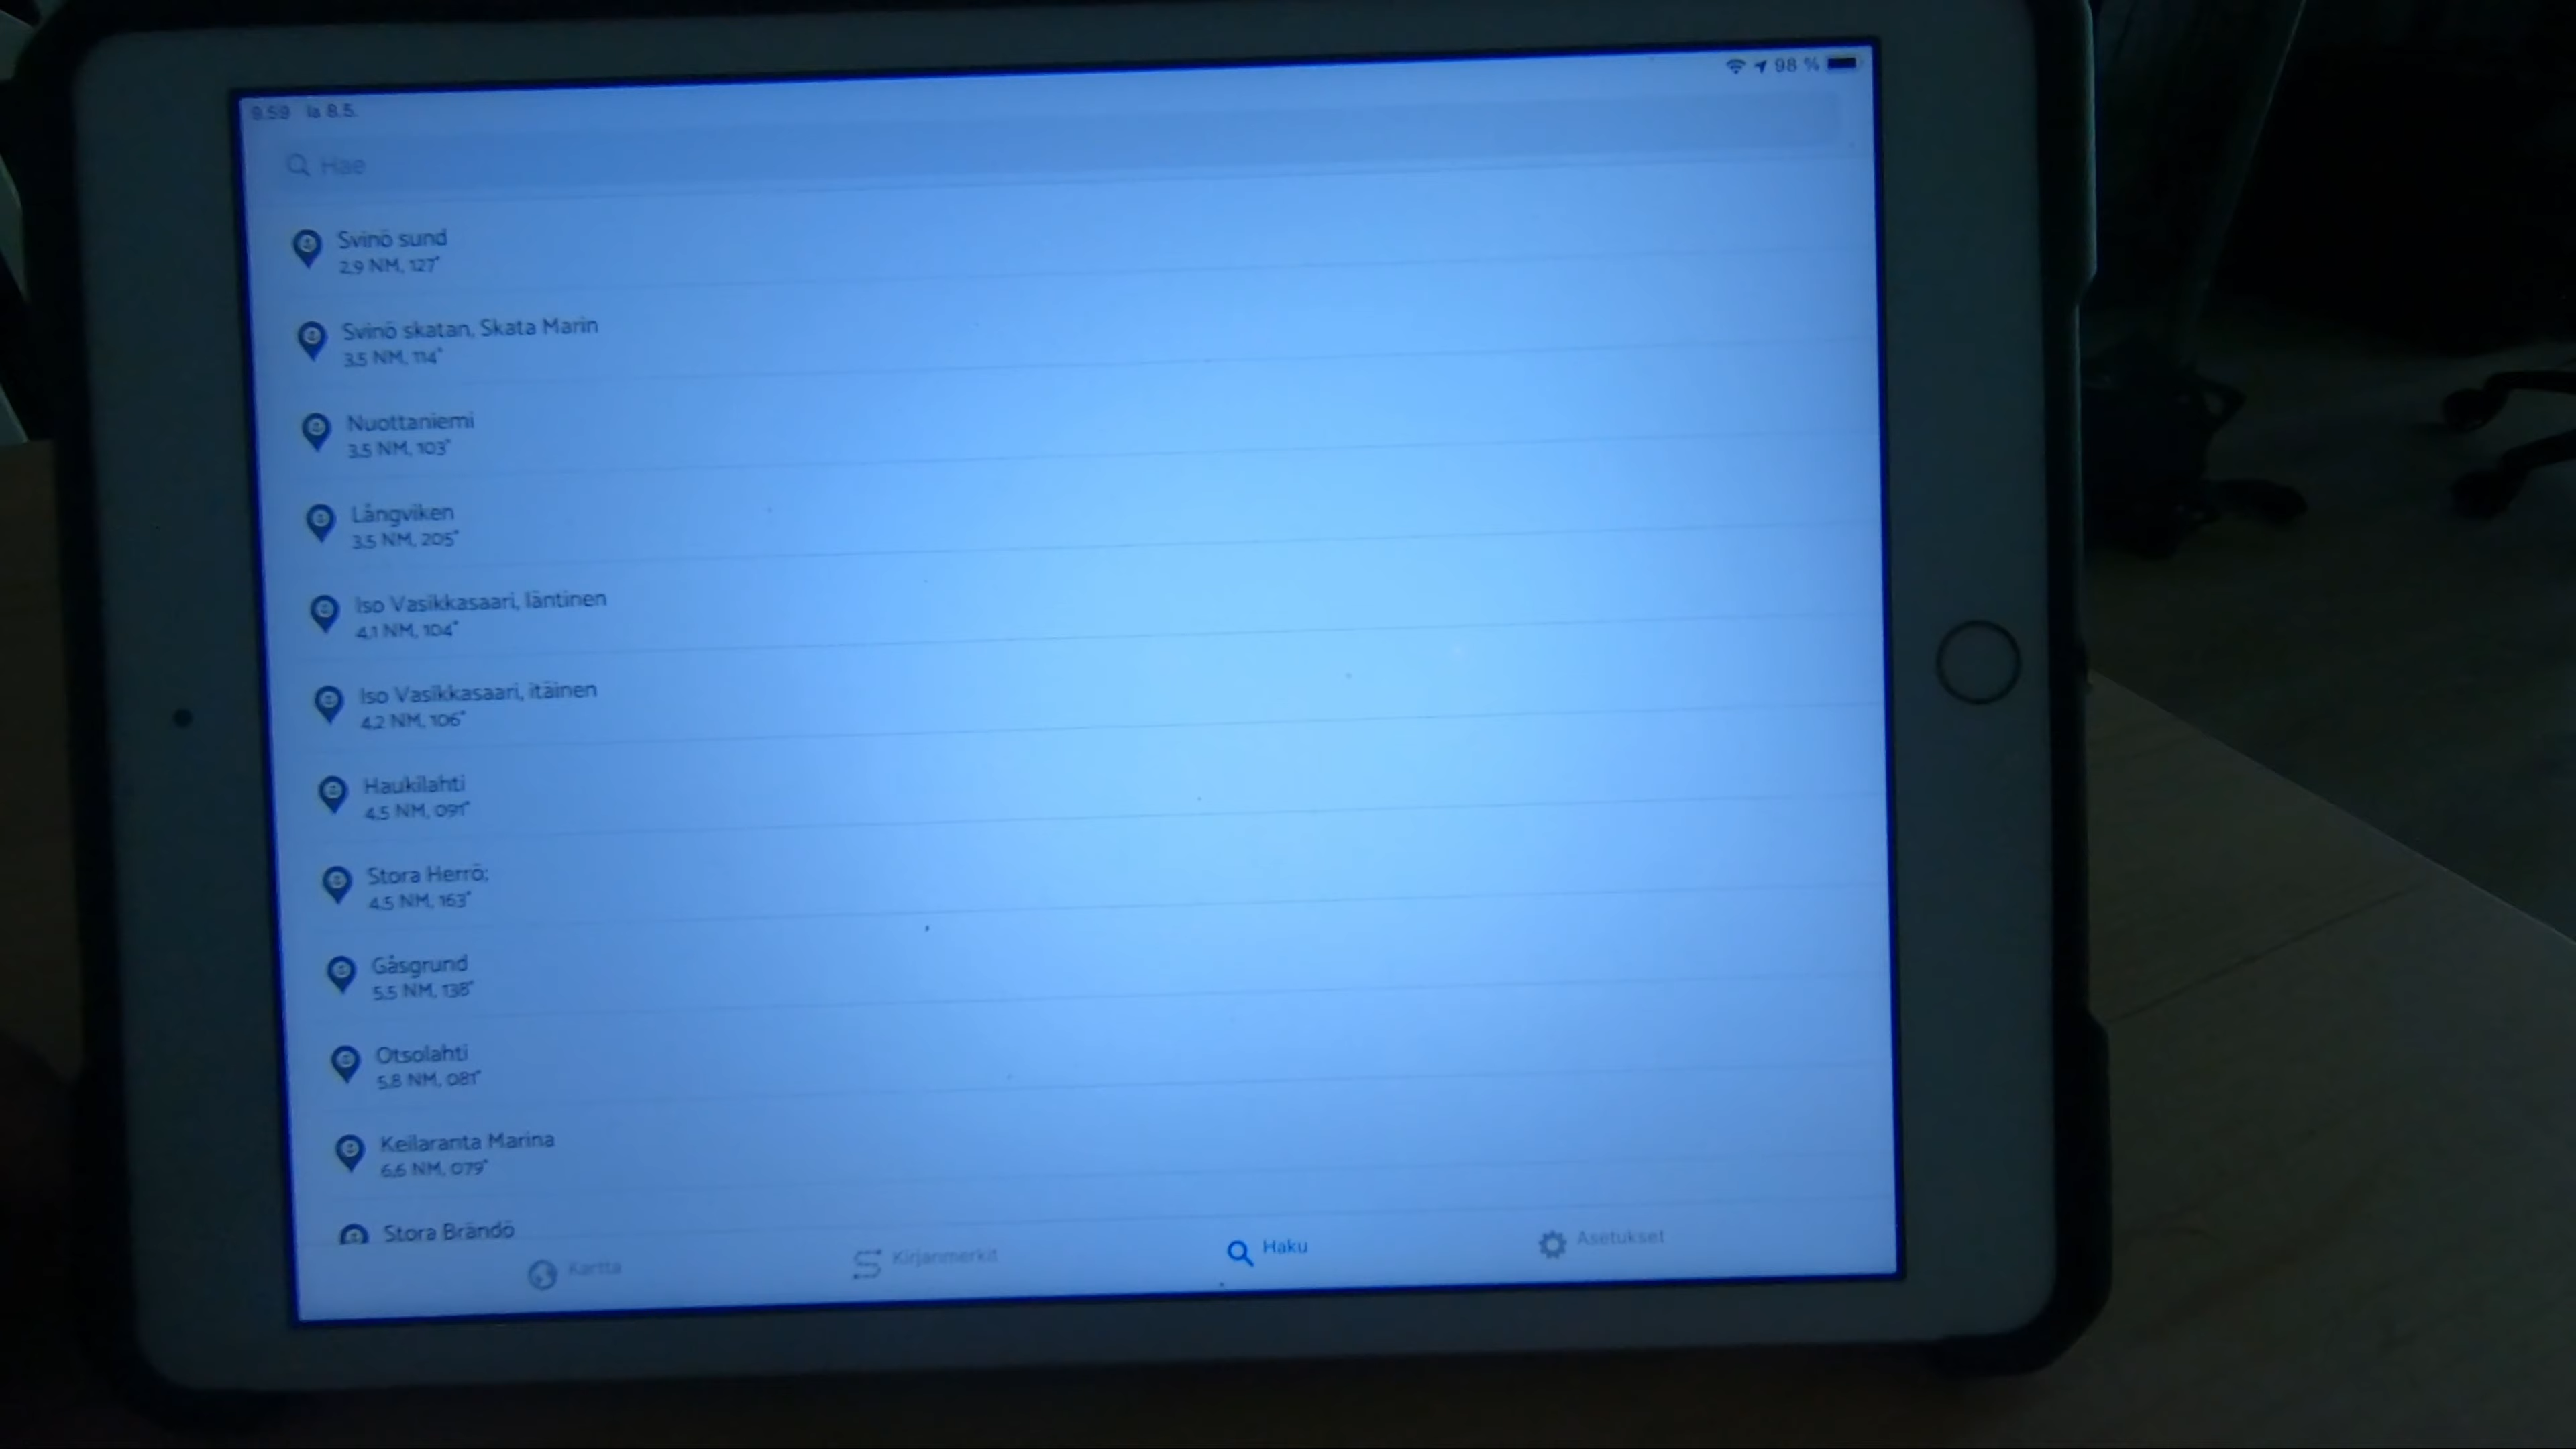 9.59 la 8.5.
98 %
Hae
Svinö sund
2.9 NM, 127°
Svinö skatan, Skata Marin
3.5 NM, 114°
Nuottaniemi
3.5 NM, 103°
Långviken
3.5 NM, 205°
Iso Vasikkasaari, läntinen
4.1 NM, 104°
Iso Vasikkasaari, itäinen
4.2 NM, 106°
Haukilahti
4.5 NM, 091°
Stora Herrö;
4.5 NM, 163°
Gåsgrund
5.5 NM, 138°
Otsolahti
5.8 NM, 081°
Keilaranta Marina
6.6 NM, 079°
Stora Brändö
Kartta
Kirjanmerkit
Haku
Asetukset